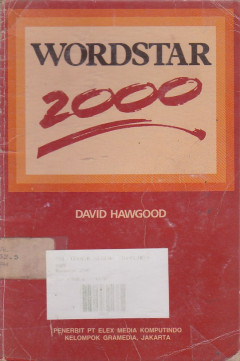 WORDSTAR
2000
DAVID HAWGOOD
PENERBIT PT ELEX MEDIA KOMPUTINDO
KELOMPOK GRAMEDIA, JAKARTA